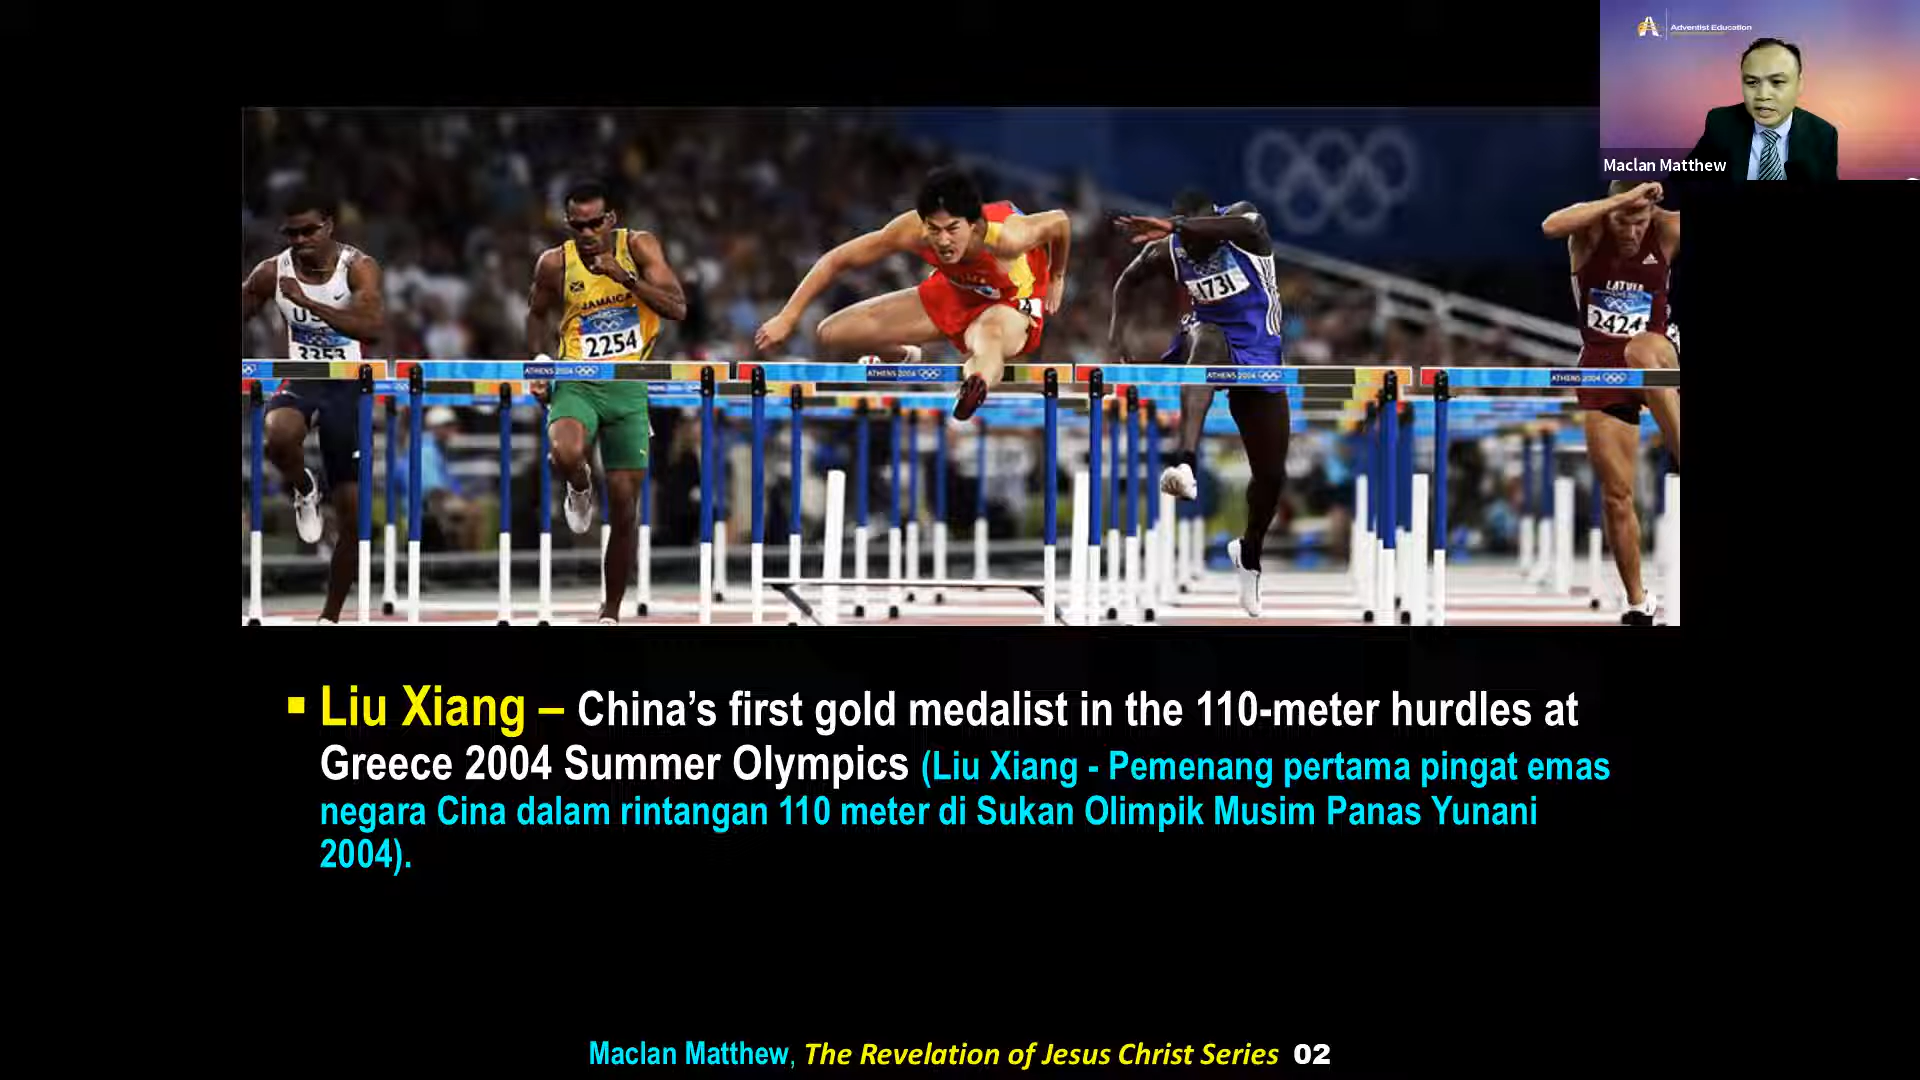 Adventist Education
Maclan Matthew
JAMAICA
2254
1731
LATVIA
2424
3353
ATHENS 2004
ATHENS 2004
ATHENS 2004
ATHENS 2004
▪ Liu Xiang – China’s first gold medalist in the 110-meter hurdles at
Greece 2004 Summer Olympics (Liu Xiang - Pemenang pertama pingat emas
negara Cina dalam rintangan 110 meter di Sukan Olimpik Musim Panas Yunani
2004).
Maclan Matthew, The Revelation of Jesus Christ Series 02